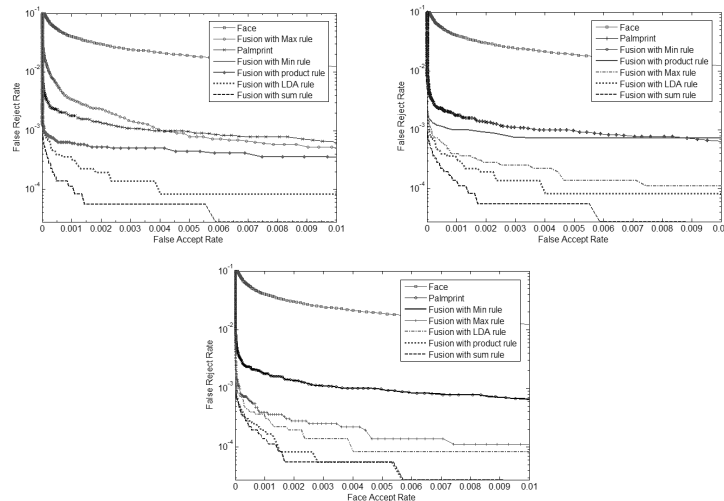 10^-1
10^-2
10^-3
10^-4
False Reject Rate
Face
Fusion with Max rule
Palmprint
Fusion with Min rule
Fusion with product rule
Fusion with LDA rule
Fusion with sum rule
0 0.001 0.002 0.003 0.004 0.005 0.006 0.007 0.008 0.009 0.01
False Accept Rate
10^-1
10^-2
10^-3
10^-4
False Reject Rate
Face
Palmprint
Fusion with Min rule
Fusion with product rule
Fusion with Max rule
Fusion with LDA rule
Fusion with sum rule
0 0.001 0.002 0.003 0.004 0.005 0.006 0.007 0.008 0.009 0.0
False Accept Rate
10^-1
10^-2
10^-3
10^-4
False Reject Rate
Face
Palmprint
Fusion with Min rule
Fusion with Max rule
Fusion with LDA rule
Fusion with product rule
Fusion with sum rule
0 0.001 0.002 0.003 0.004 0.005 0.006 0.007 0.008 0.009 0.01
Face Accept Rate